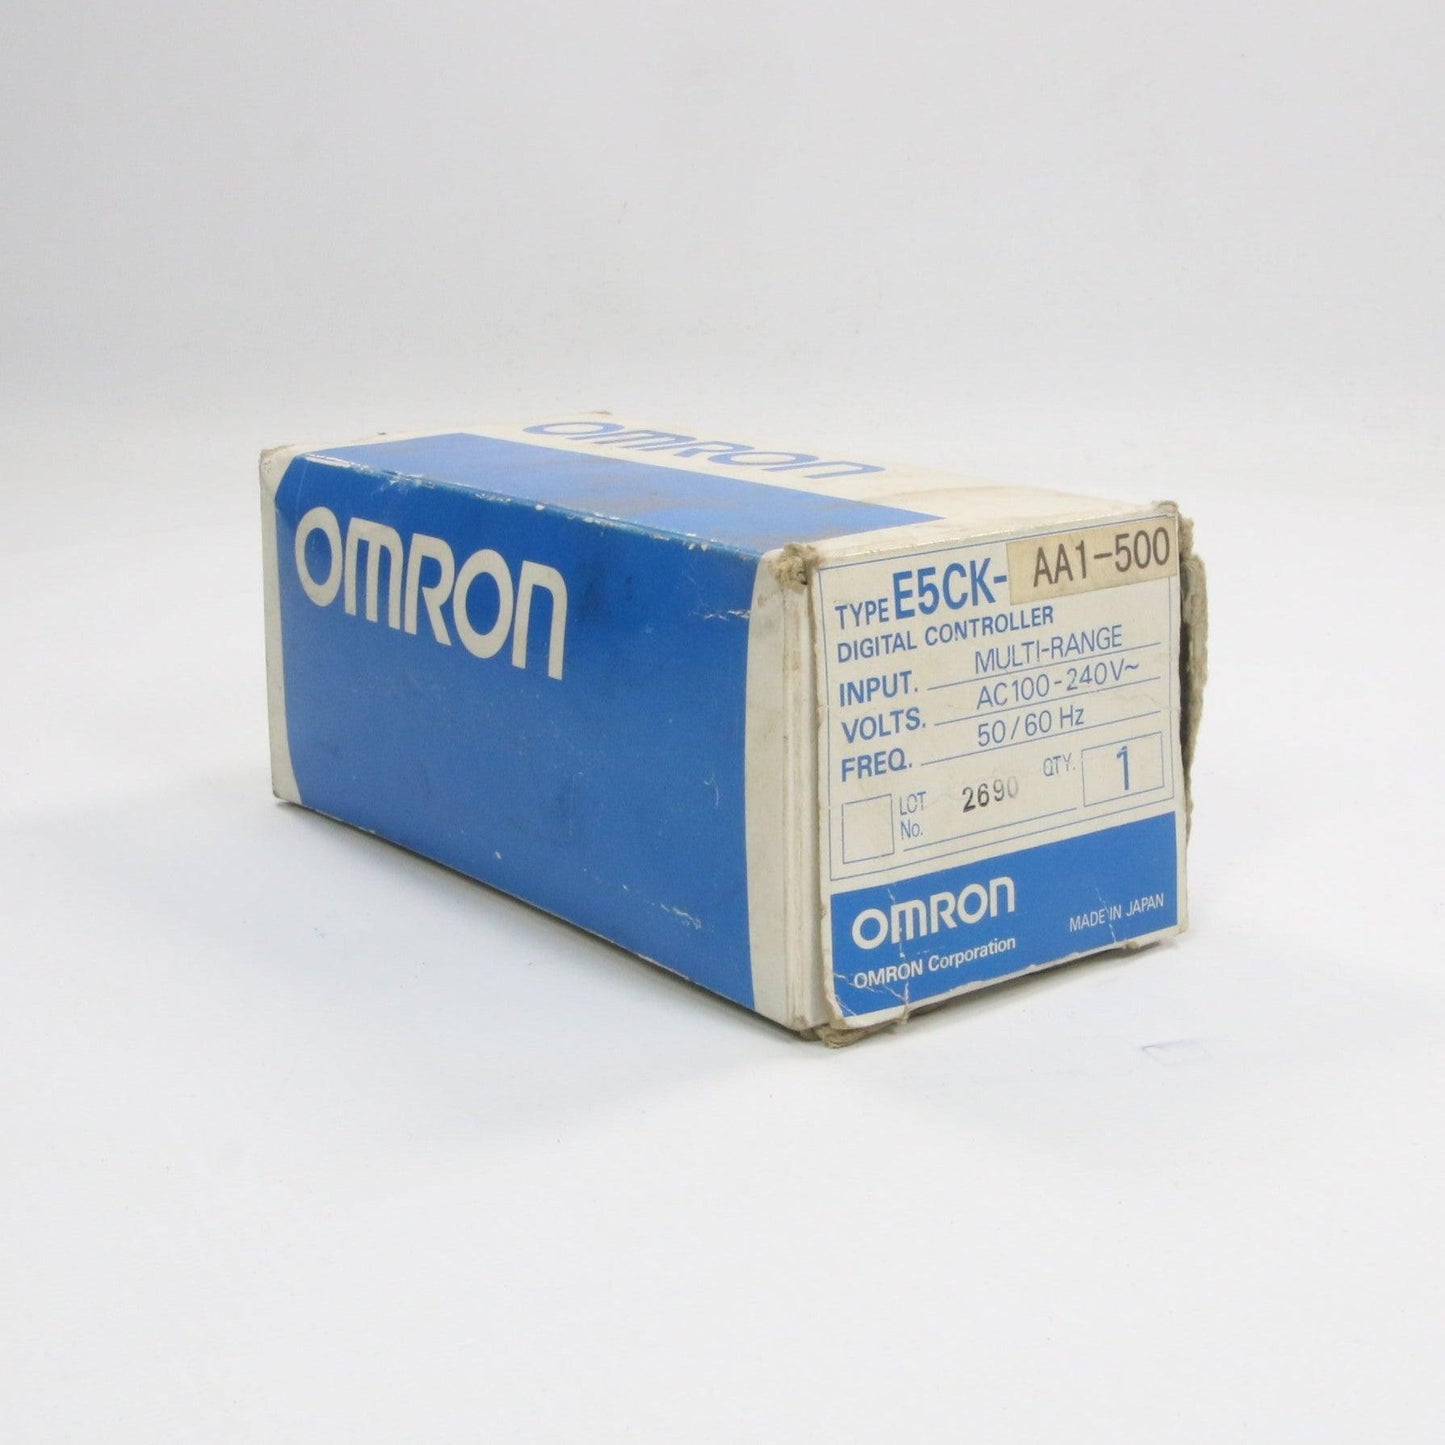 OMRON
OMRON
TYPE E5CK- AA1-500
DIGITAL CONTROLLER
INPUT. MULTI-RANGE
VOLTS. AC100-240V~
FREQ. 50/60 Hz
LOT No. 2690 QTY. 1
OMRON
OMRON Corporation MADE IN JAPAN